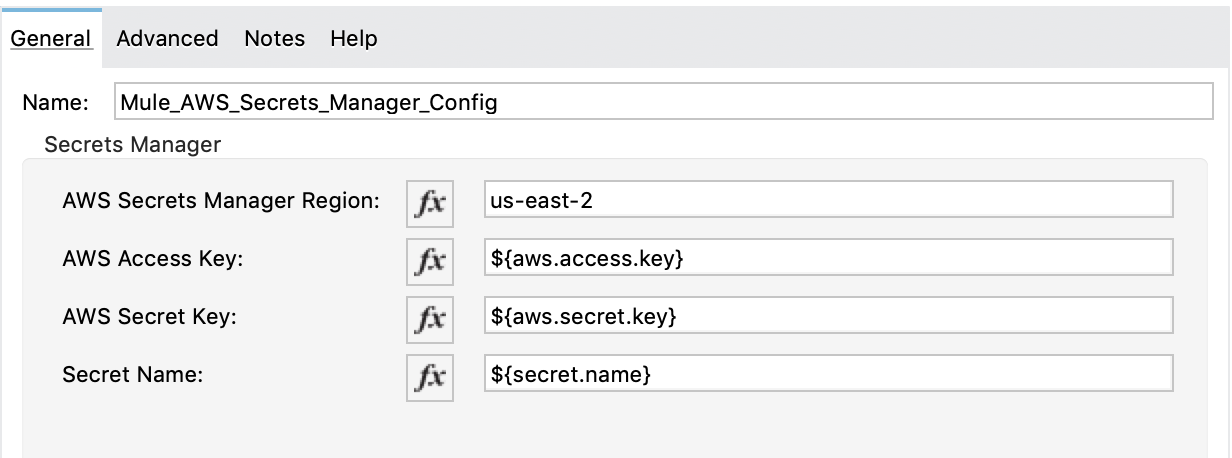 General Advanced Notes Help
Name: Mule_AWS_Secrets_Manager_Config
Secrets Manager
AWS Secrets Manager Region: fx us-east-2
AWS Access Key: fx ${aws.access.key}
AWS Secret Key: fx ${aws.secret.key}
Secret Name: fx ${secret.name}